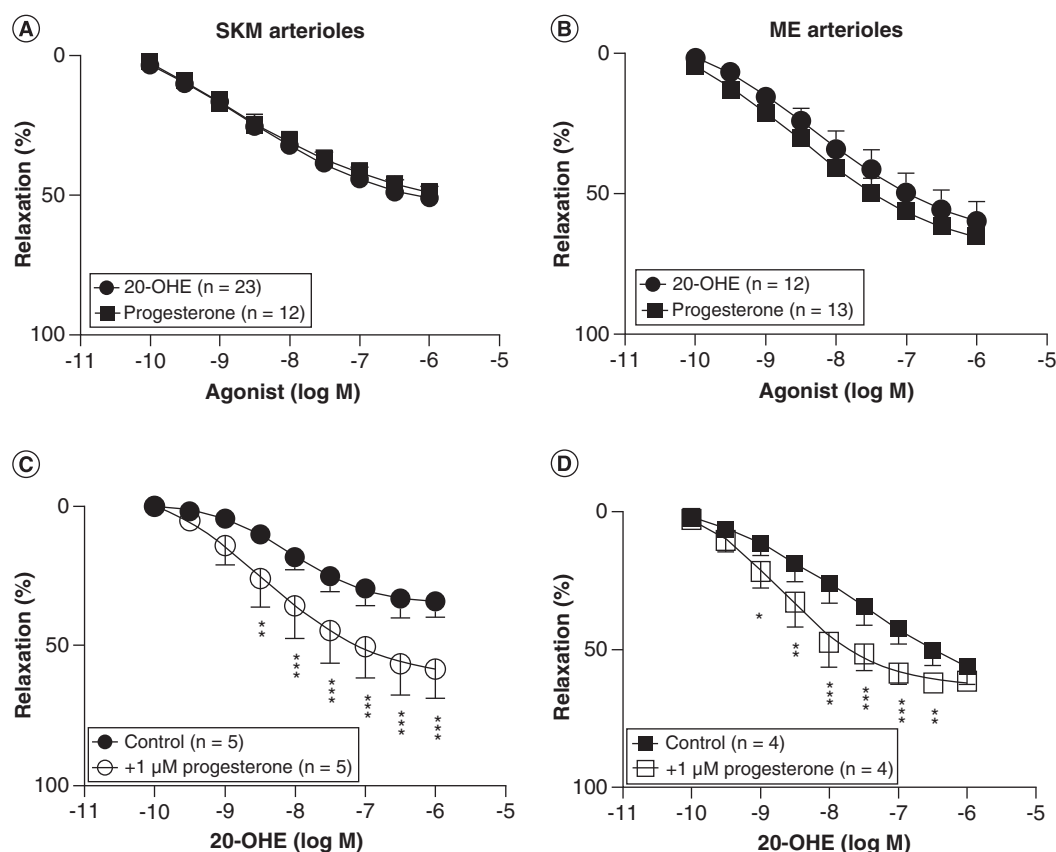 A
SKM arterioles
0
50
100
Relaxation (%)
20-OHE (n = 23)
Progesterone (n = 12)
-11 -10 -9 -8 -7 -6 -5
Agonist (log M)
B
ME arterioles
0
50
100
Relaxation (%)
20-OHE (n = 12)
Progesterone (n = 13)
-11 -10 -9 -8 -7 -6 -5
Agonist (log M)
C
0
50
100
Relaxation (%)
**
***
***
***
***
***
Control (n = 5)
+1 μM progesterone (n = 5)
-11 -10 -9 -8 -7 -6 -5
20-OHE (log M)
D
0
50
100
Relaxation (%)
*
**
***
***
***
**
Control (n = 4)
+1 μM progesterone (n = 4)
-11 -10 -9 -8 -7 -6 -5
20-OHE (log M)